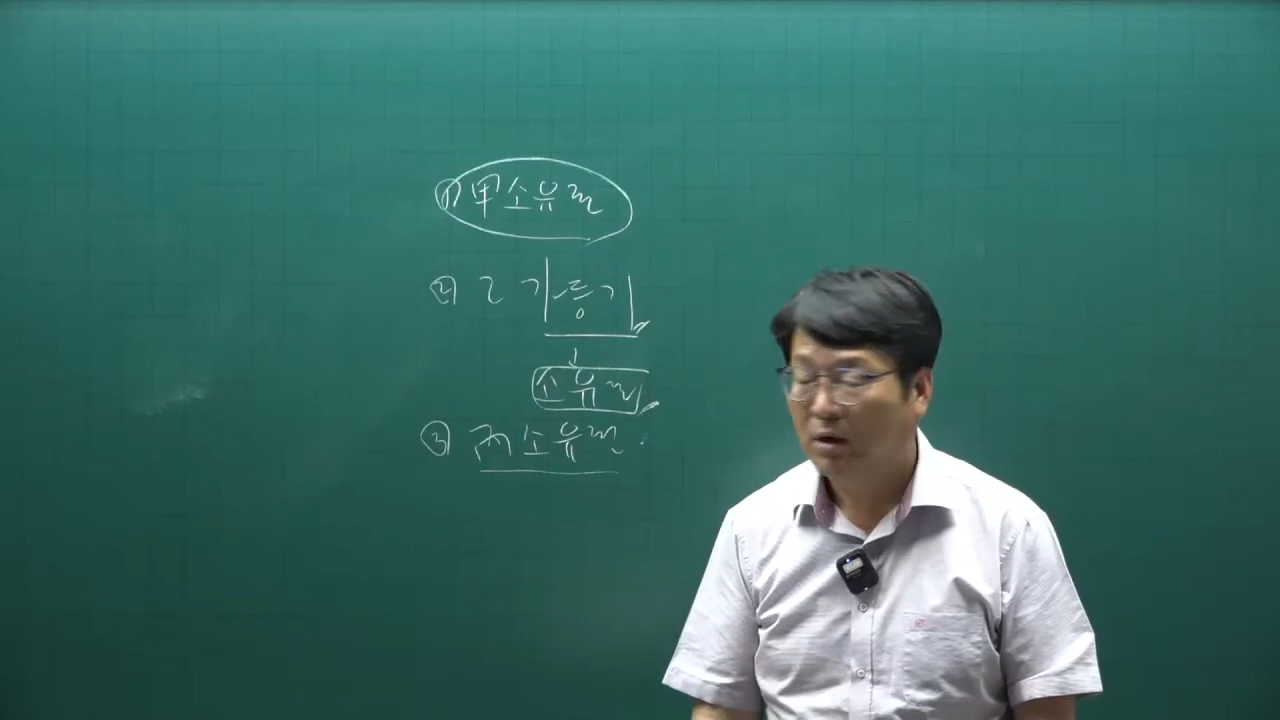 ① 甲 소유권
② 乙 가등기
↓
소유권
③ 丙 소유권